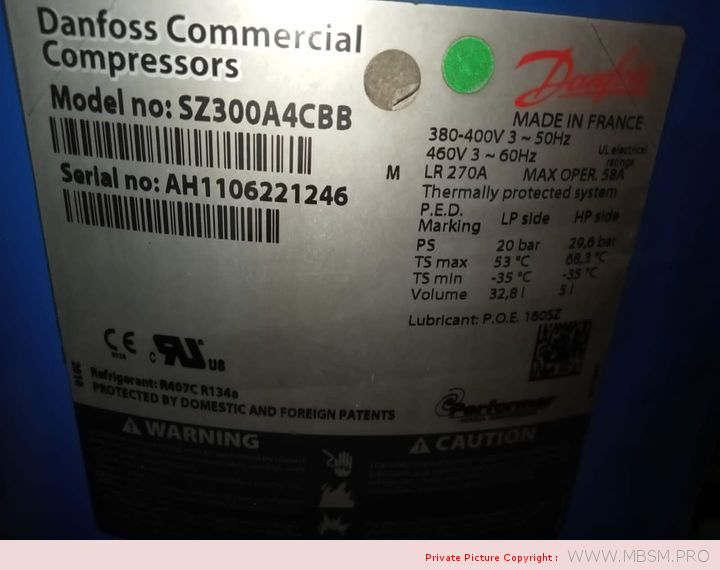 Danfoss Commercial
Compressors
Model no: SZ300A4CBB
Serial no: AH1106221246
Danfoss
MADE IN FRANCE
380-400V 3 ~ 50Hz
460V 3 ~ 60Hz
UL electrical
ratings
M LR 270A MAX OPER. 58A
Thermally protected system
P.E.D.
Marking LP side HP side
PS 20 bar 29,6 bar
TS max 53 °C 68,3 °C
TS min -35 °C -35 °C
Volume 32,8 l 5 l
Lubricant: P.O.E. 160SZ
CE
c RU US
2010
Refrigerant: R407C R134a
PROTECTED BY DOMESTIC AND FOREIGN PATENTS
Performer
WARNING
CAUTION
Private Picture Copyright : WWW.MBSM.PRO